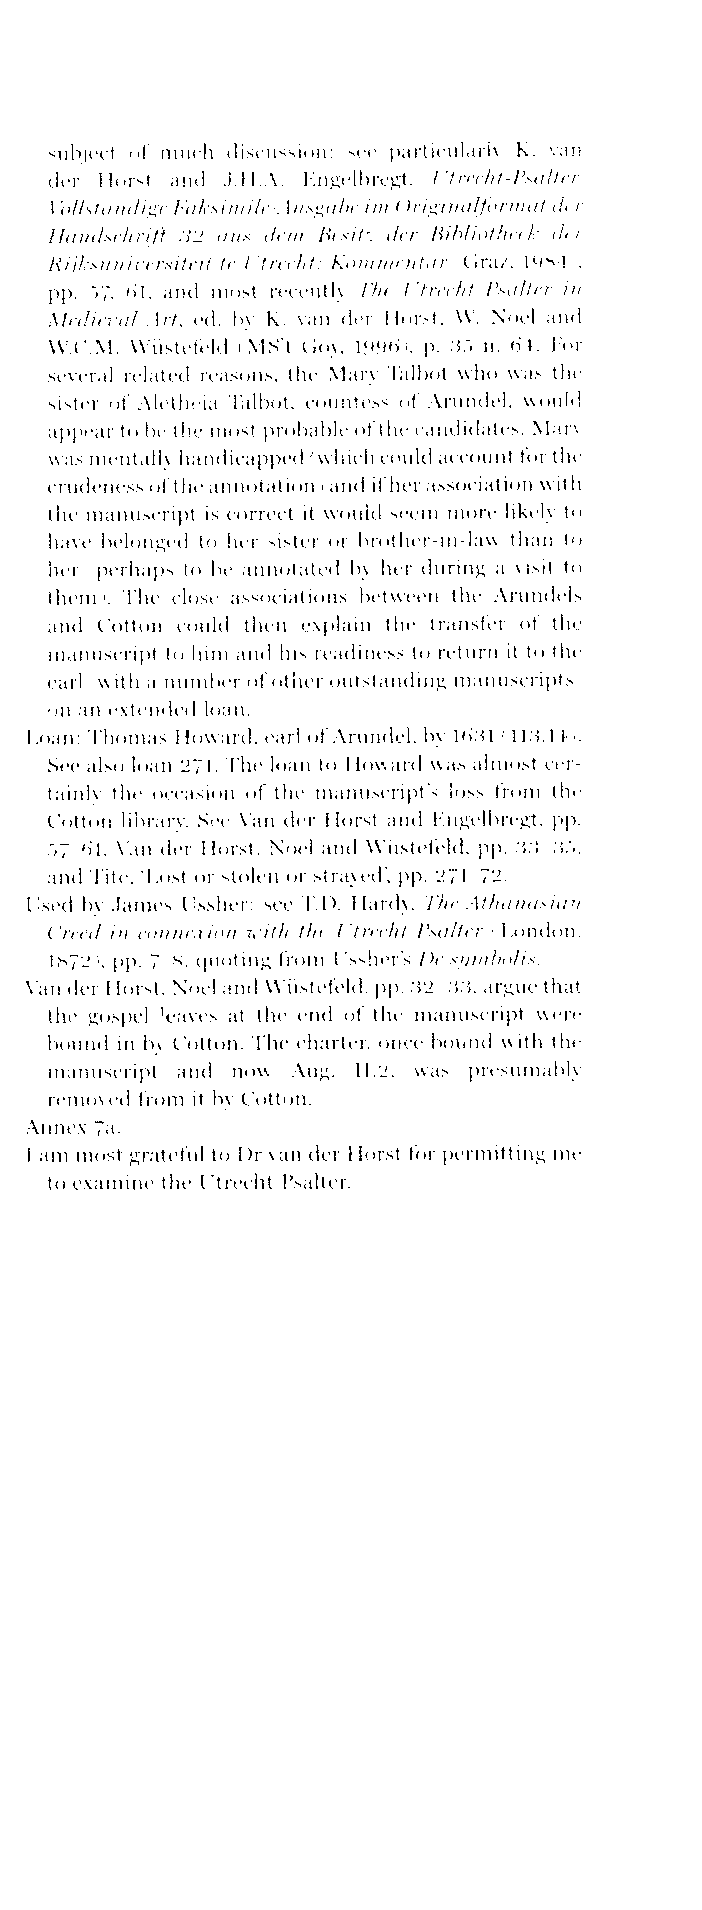 subject of much discussion: see particularly K. van
der Horst and J.H.A. Engelbregt, Utrecht-Psalter.
Vollständige Faksimile-Ausgabe im Originalformat der
Handschrift 32 aus dem Besitz der Bibliotheek der
Rijksuniversiteit te Utrecht: Kommentar (Graz, 1984),
pp. 57–61, and most recently The Utrecht Psalter in
Medieval Art, ed. by K. van der Horst, W. Noel and
W.C.M. Wüstefeld (MS't Goy, 1996), p. 35 n. 64. For
several related reasons, the Mary Talbot who was the
sister of Aletheia Talbot, countess of Arundel, would
appear to be the most probable of the candidates. Mary
was mentally handicapped (which could account for the
crudeness of the annotation) and if her association with
the manuscript is correct it would seem more likely to
have belonged to her sister or brother-in-law than to
her (perhaps to be annotated by her during a visit to
them). The close associations between the Arundels
and Cotton could then explain the transfer of the
manuscript to him and his readiness to return it to the
earl (with a number of other outstanding manuscripts)
on an extended loan.
Loan: Thomas Howard, earl of Arundel, by 1631 (113.14).
See also loan 271. The loan to Howard was almost cer-
tainly the occasion of the manuscript's loss from the
Cotton library. See Van der Horst and Engelbregt, pp.
57–61, Van der Horst, Noel and Wüstefeld, pp. 33–35,
and Tite, 'Lost or stolen or strayed', pp. 271–72.
Used by James Ussher: see T.D. Hardy, The Athanasian
Creed in connexion with the Utrecht Psalter (London,
1872), pp. 7–8, quoting from Ussher's De symbolis.
Van der Horst, Noel and Wüstefeld, pp. 32–33, argue that
the gospel leaves at the end of the manuscript were
bound in by Cotton. The charter, once bound with the
manuscript and now Aug. II.2, was presumably
removed from it by Cotton.
Annex 7a.
I am most grateful to Dr van der Horst for permitting me
to examine the Utrecht Psalter.